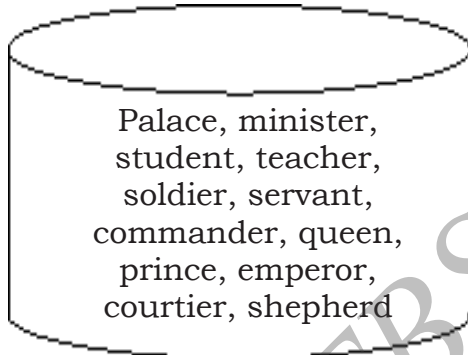 Palace, minister,
student, teacher,
soldier, servant,
commander, queen,
prince, emperor,
courtier, shepherd